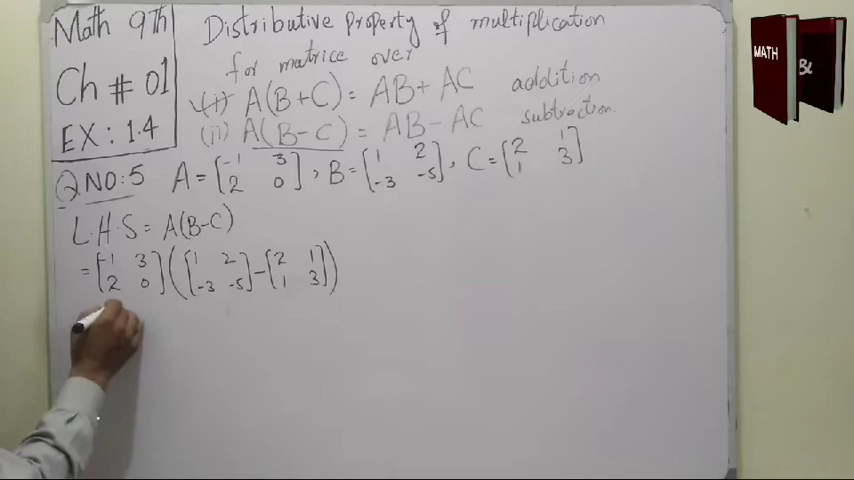 Math 9th
Ch # 01
EX: 1.4
Distributive Property of multiplication
for matrice over
(i) A(B+C) = AB + AC addition
(ii) A(B-C) = AB - AC subtraction.
Q NO:5 A = [-1 3 2 0], B = [1 2 -3 -5], C = [2 1 1 3]
L.H.S = A(B-C)
= [-1 3 2 0] ([1 2 -3 -5] - [2 1 1 3])
MATH